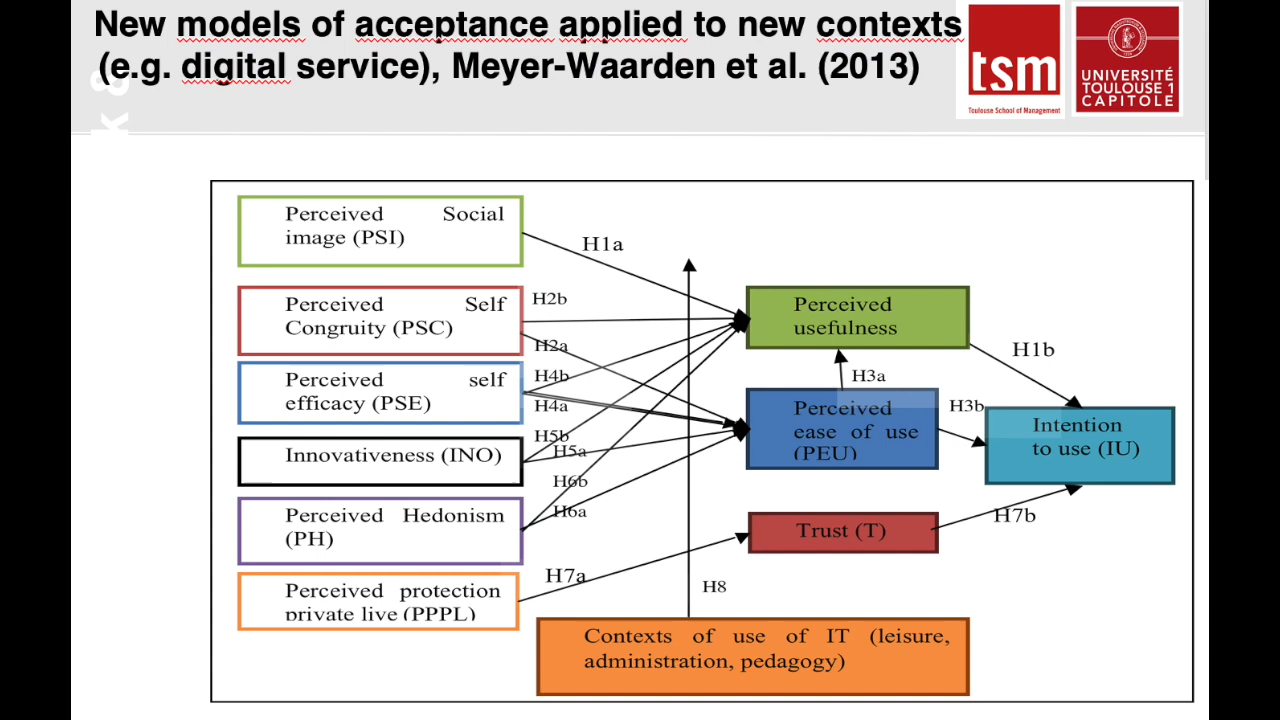 New models of acceptance applied to new contexts
(e.g. digital service), Meyer-Waarden et al. (2013)
k &
tsm
Toulouse School of Management
UNIVERSITÉ
TOULOUSE 1
CAPITOLE
Perceived Social
image (PSI)
H1a
Perceived Self
Congruity (PSC)
H2b
H2a
Perceived self
efficacy (PSE)
H4b
H4a
Innovativeness (INO)
H5b
H5a
Perceived Hedonism
(PH)
H6b
H6a
Perceived protection
private live (PPPL)
H7a
Perceived
usefulness
H1b
H3a
Perceived
ease of use
(PEU)
H3b
Intention
to use (IU)
Trust (T)
H7b
H8
Contexts of use of IT (leisure,
administration, pedagogy)